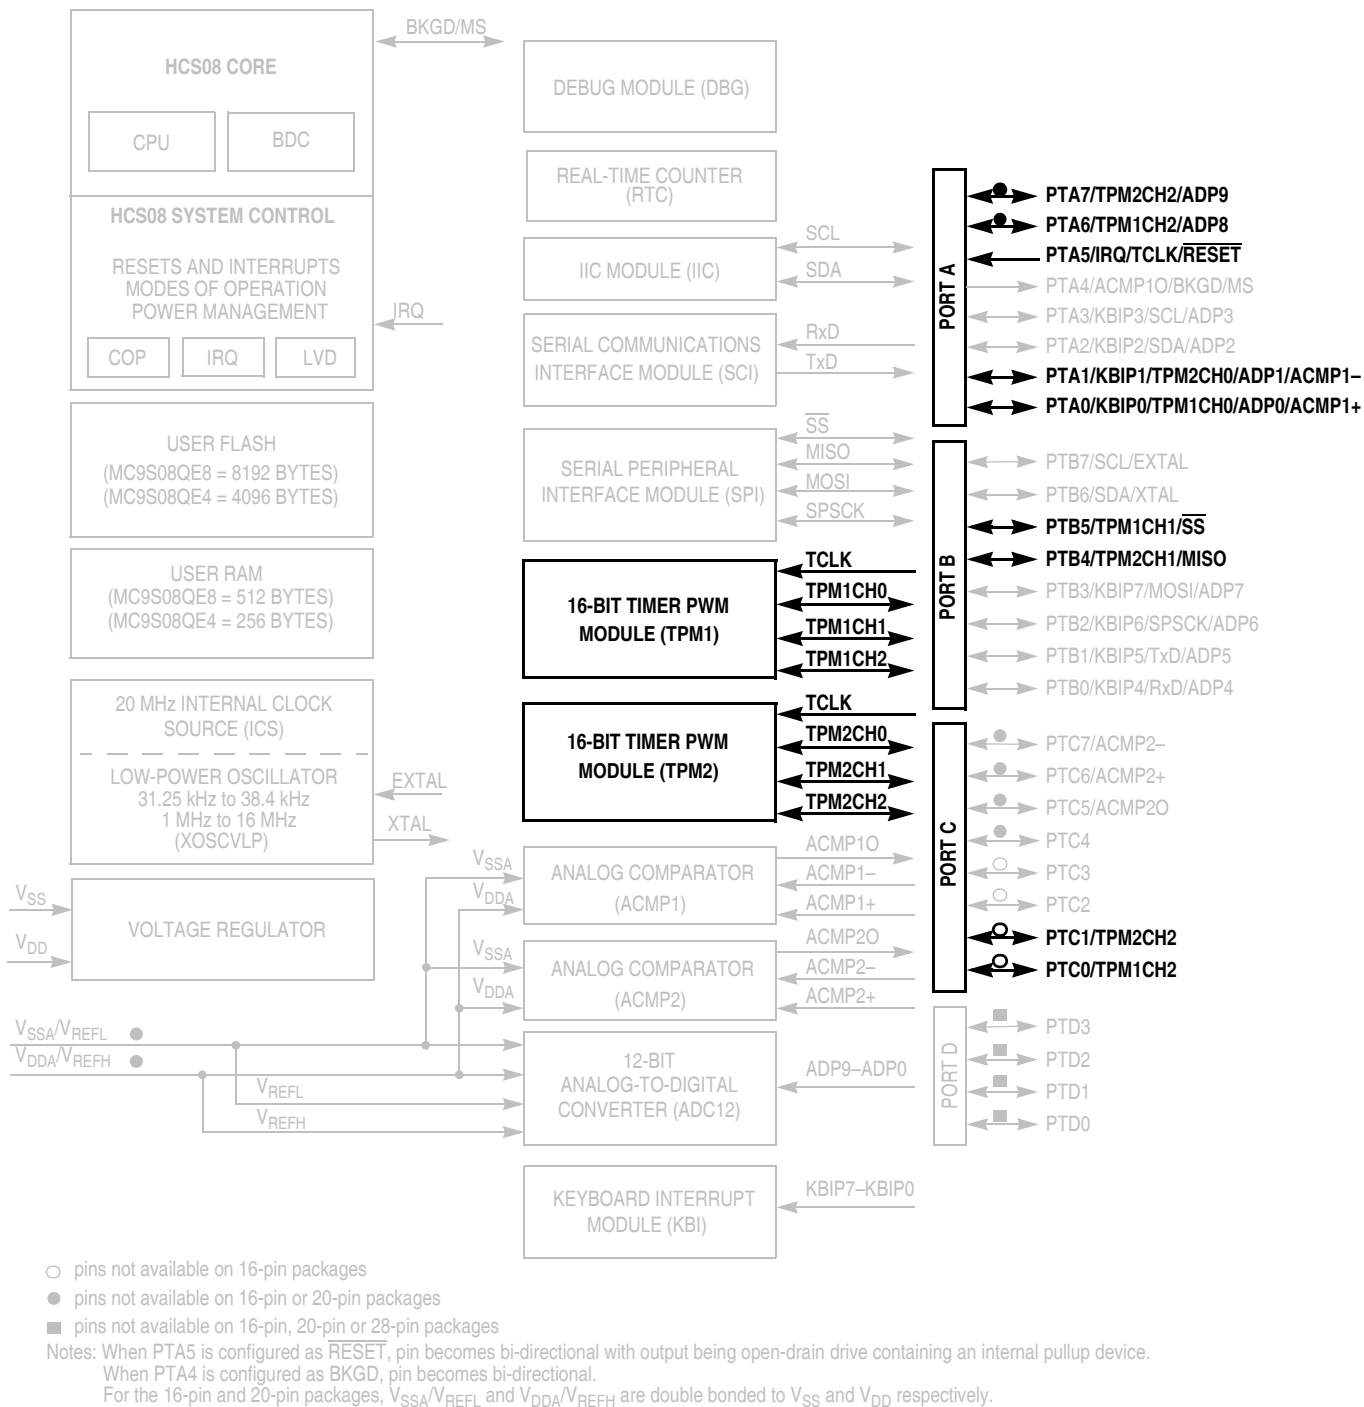 BKGD/MS
HCS08 CORE
CPU
BDC
HCS08 SYSTEM CONTROL
RESETS AND INTERRUPTS
MODES OF OPERATION
POWER MANAGEMENT
COP
IRQ
LVD
IRQ
USER FLASH
(MC9S08QE8 = 8192 BYTES)
(MC9S08QE4 = 4096 BYTES)
USER RAM
(MC9S08QE8 = 512 BYTES)
(MC9S08QE4 = 256 BYTES)
20 MHz INTERNAL CLOCK
SOURCE (ICS)
LOW-POWER OSCILLATOR
31.25 kHz to 38.4 kHz
1 MHz to 16 MHz
(XOSCVLP)
EXTAL
XTAL
VSS
VDD
VOLTAGE REGULATOR
VSSA/VREFL
VDDA/VREFH
VREFL
VREFH
VSSA
VDDA
VSSA
VDDA
DEBUG MODULE (DBG)
REAL-TIME COUNTER
(RTC)
IIC MODULE (IIC)
SCL
SDA
SERIAL COMMUNICATIONS
INTERFACE MODULE (SCI)
RxD
TxD
SERIAL PERIPHERAL
INTERFACE MODULE (SPI)
SS
MISO
MOSI
SPSCK
16-BIT TIMER PWM
MODULE (TPM1)
TCLK
TPM1CH0
TPM1CH1
TPM1CH2
16-BIT TIMER PWM
MODULE (TPM2)
TCLK
TPM2CH0
TPM2CH1
TPM2CH2
ANALOG COMPARATOR
(ACMP1)
ACMP1O
ACMP1–
ACMP1+
ANALOG COMPARATOR
(ACMP2)
ACMP2O
ACMP2–
ACMP2+
12-BIT
ANALOG-TO-DIGITAL
CONVERTER (ADC12)
ADP9–ADP0
KEYBOARD INTERRUPT
MODULE (KBI)
KBIP7–KBIP0
PORT A
PTA7/TPM2CH2/ADP9
PTA6/TPM1CH2/ADP8
PTA5/IRQ/TCLK/RESET
PTA4/ACMP1O/BKGD/MS
PTA3/KBIP3/SCL/ADP3
PTA2/KBIP2/SDA/ADP2
PTA1/KBIP1/TPM2CH0/ADP1/ACMP1–
PTA0/KBIP0/TPM1CH0/ADP0/ACMP1+
PORT B
PTB7/SCL/EXTAL
PTB6/SDA/XTAL
PTB5/TPM1CH1/SS
PTB4/TPM2CH1/MISO
PTB3/KBIP7/MOSI/ADP7
PTB2/KBIP6/SPSCK/ADP6
PTB1/KBIP5/TxD/ADP5
PTB0/KBIP4/RxD/ADP4
PORT C
PTC7/ACMP2–
PTC6/ACMP2+
PTC5/ACMP2O
PTC4
PTC3
PTC2
PTC1/TPM2CH2
PTC0/TPM1CH2
PORT D
PTD3
PTD2
PTD1
PTD0
pins not available on 16-pin packages
pins not available on 16-pin or 20-pin packages
pins not available on 16-pin, 20-pin or 28-pin packages
Notes: When PTA5 is configured as RESET, pin becomes bi-directional with output being open-drain drive containing an internal pullup device.
When PTA4 is configured as BKGD, pin becomes bi-directional.
For the 16-pin and 20-pin packages, VSSA/VREFL and VDDA/VREFH are double bonded to VSS and VDD respectively.